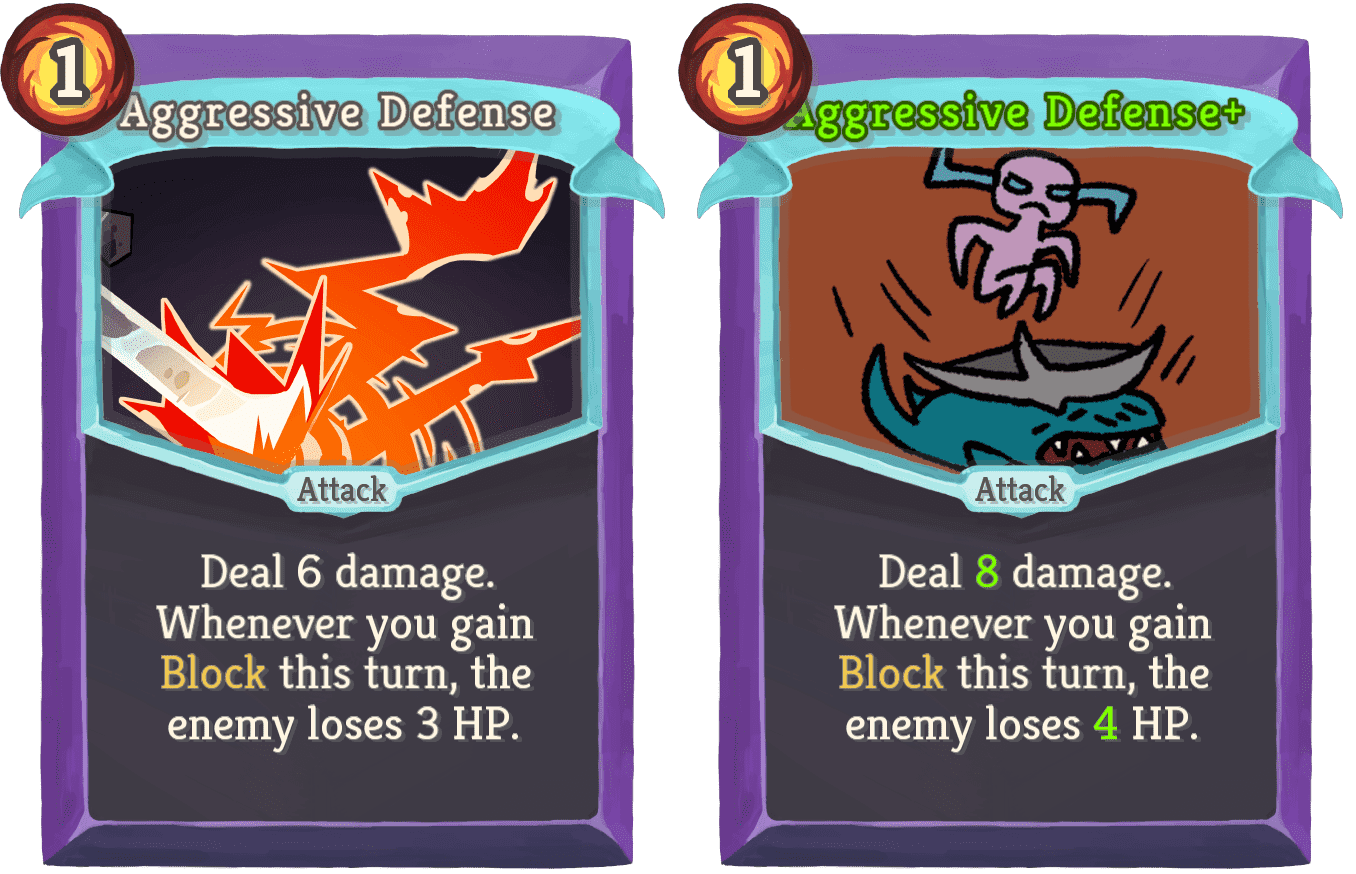 1
Aggressive Defense
Attack
Deal 6 damage.
Whenever you gain
Block this turn, the
enemy loses 3 HP.
1
Aggressive Defense+
Attack
Deal 8 damage.
Whenever you gain
Block this turn, the
enemy loses 4 HP.